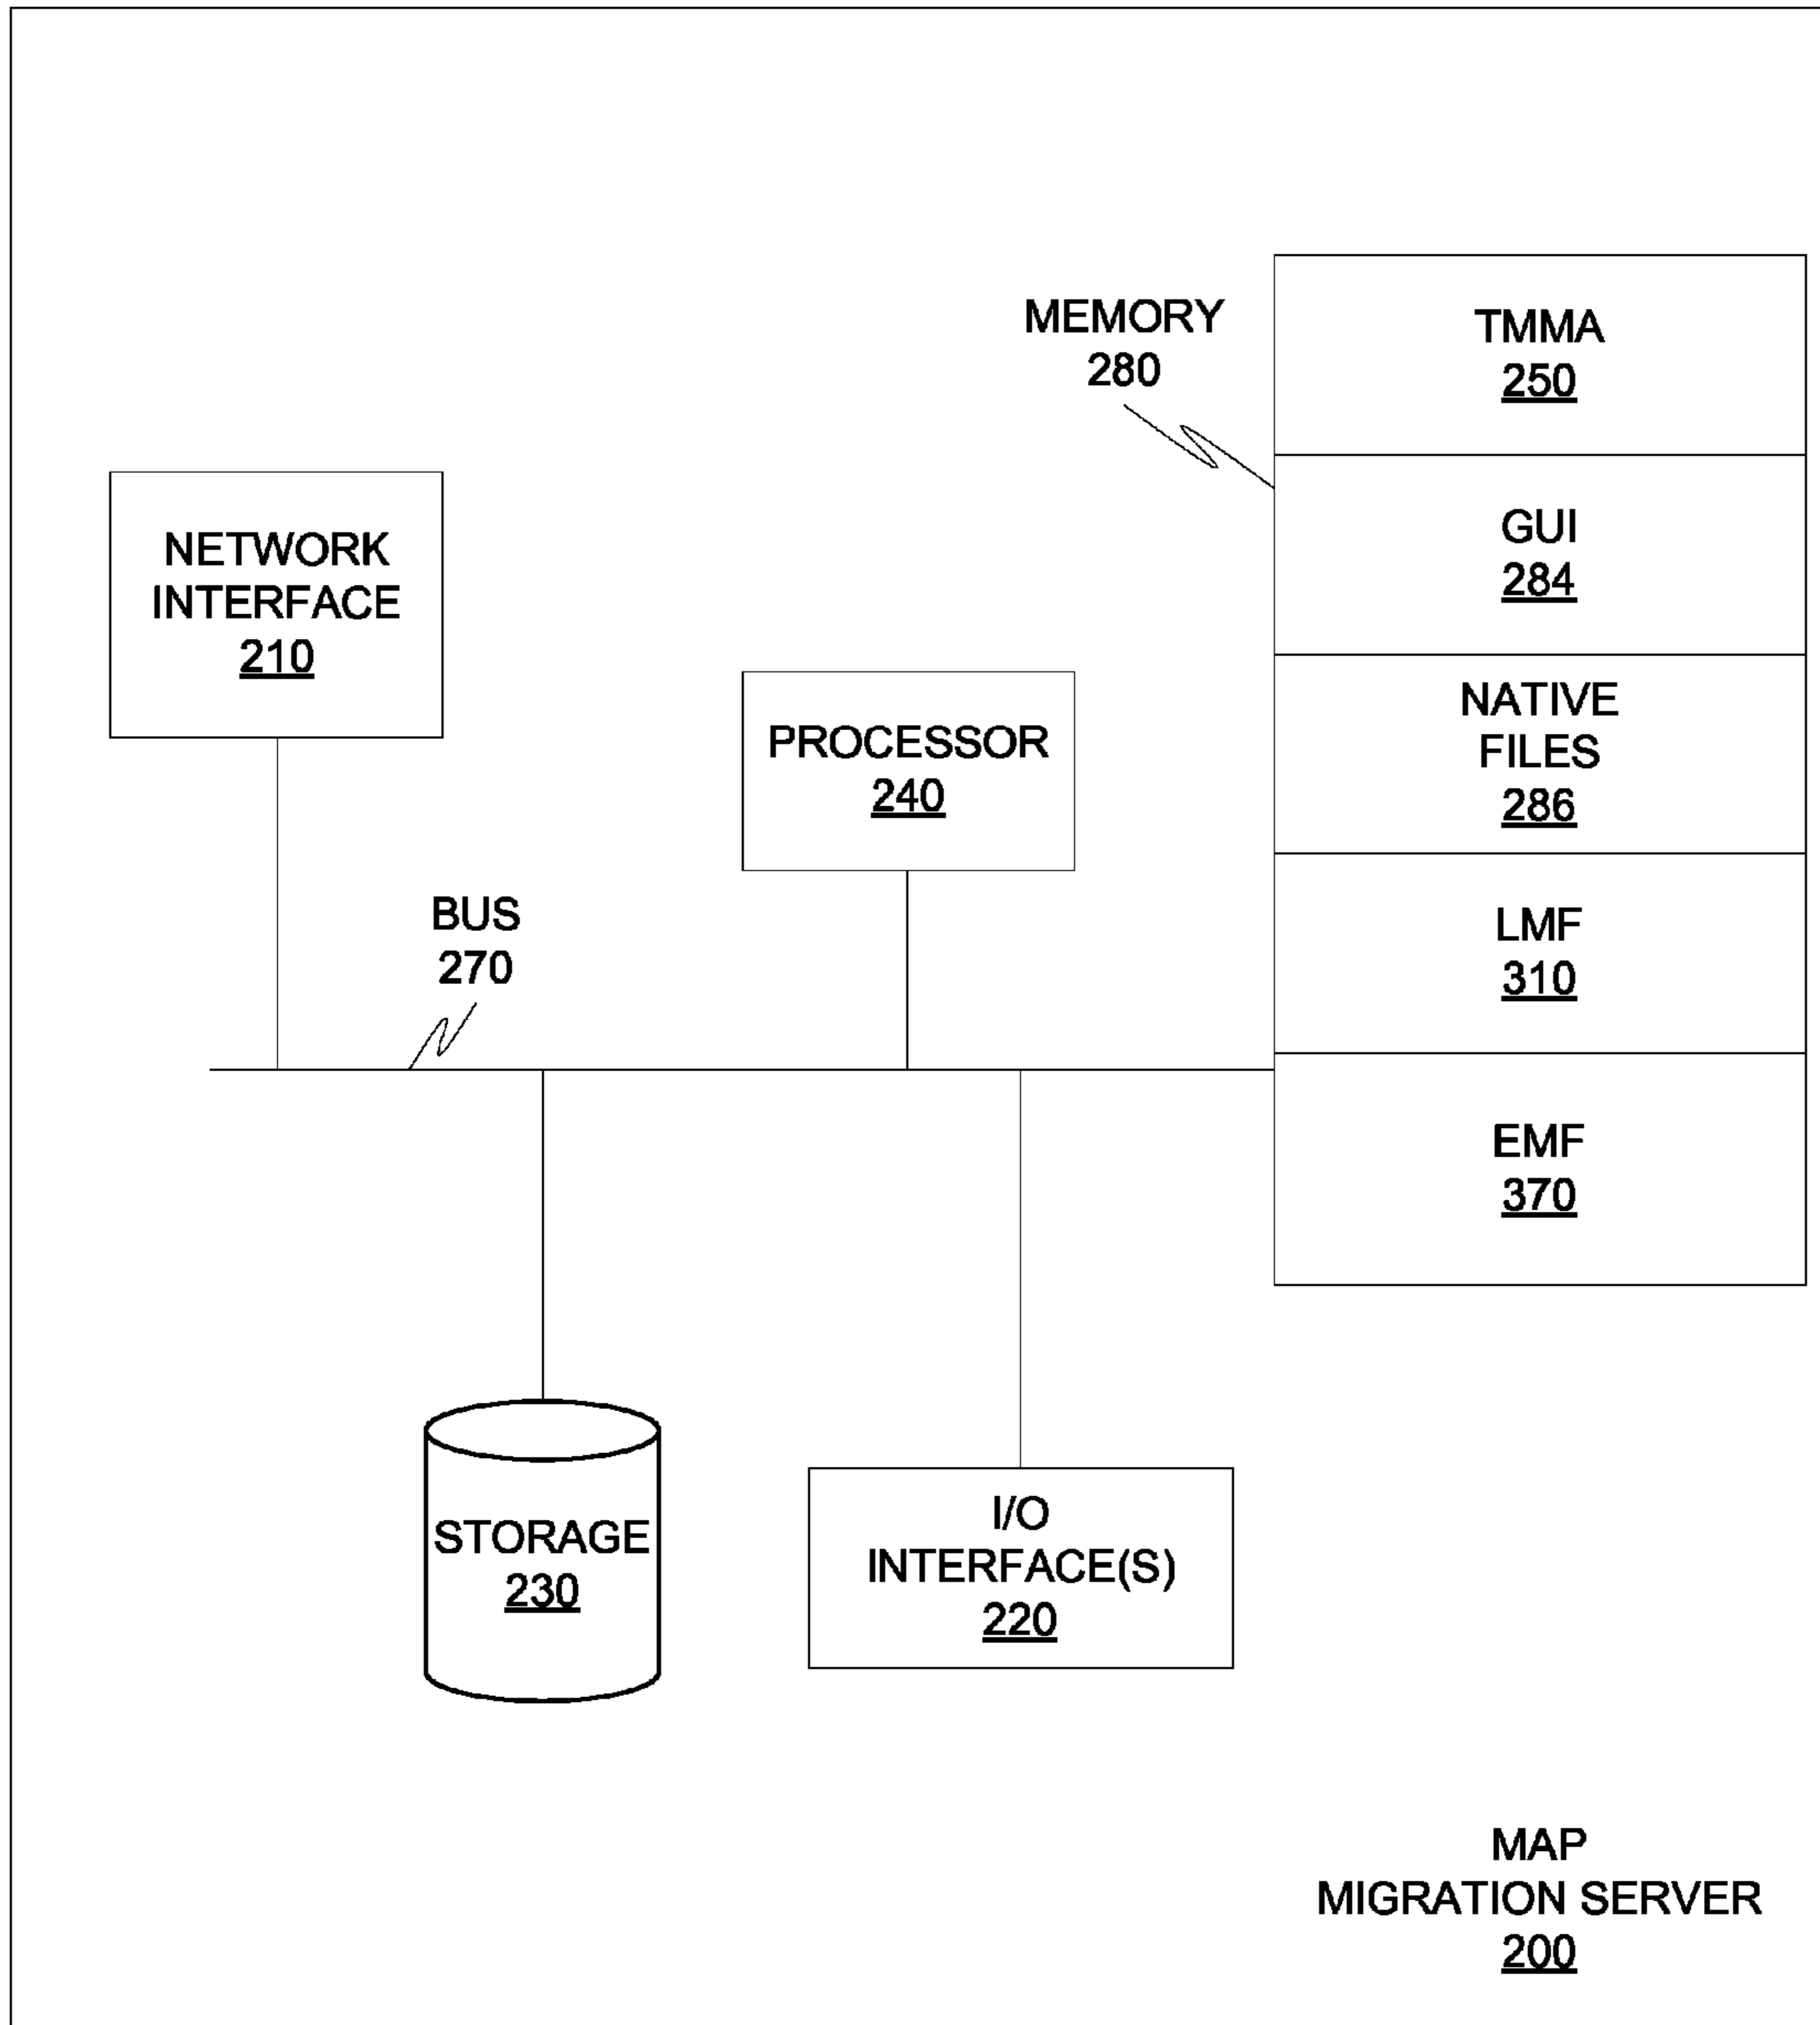 MEMORY
280
TMMA
250
GUI
284
NATIVE
FILES
286
LMF
310
EMF
370
NETWORK
INTERFACE
210
PROCESSOR
240
BUS
270
STORAGE
230
I/O
INTERFACE(S)
220
MAP
MIGRATION SERVER
200